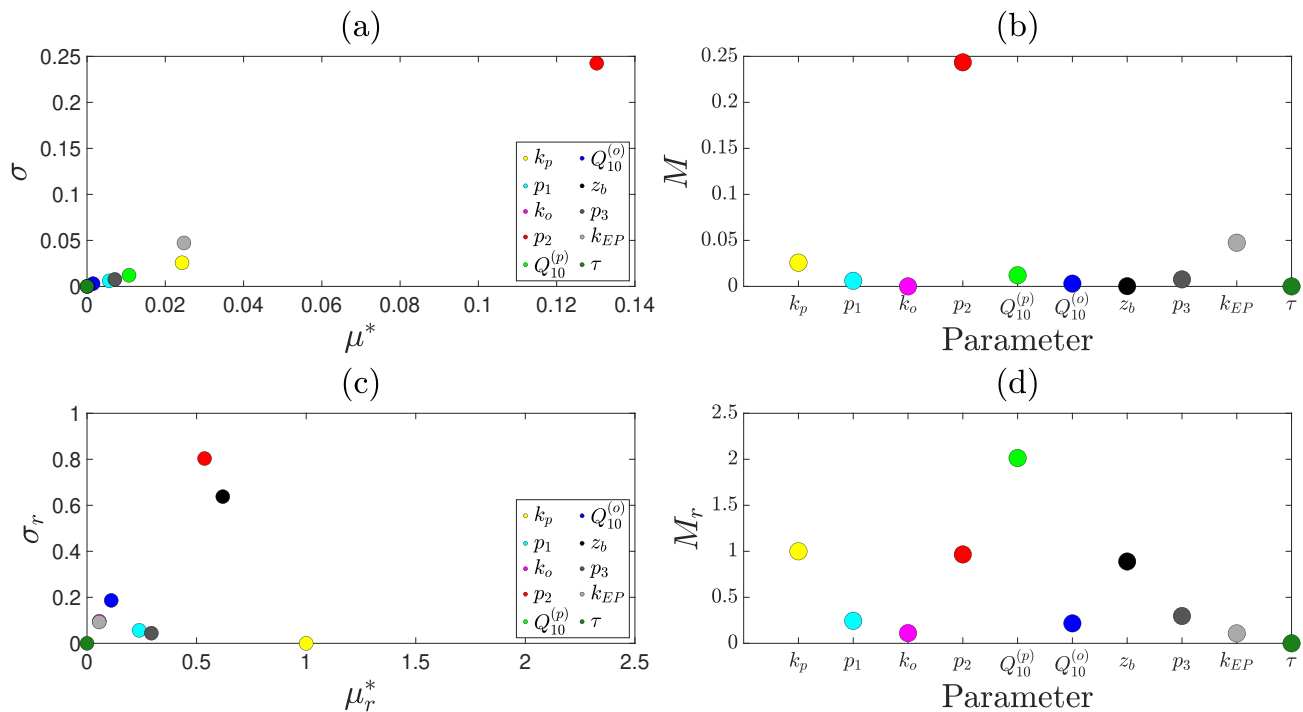 (a)
0.25
0.2
0.15
0.1
0.05
0
σ
0 0.02 0.04 0.06 0.08 0.1 0.12 0.14
μ*
k_p Q_10^(o)
p_1 z_b
k_o p_3
p_2 k_EP
Q_10^(p) τ
(b)
0.25
0.2
0.15
0.1
0.05
0
M
k_p p_1 k_o p_2 Q_10^(p) Q_10^(o) z_b p_3 k_EP τ
Parameter
(c)
1
0.8
0.6
0.4
0.2
0
σ_r
0 0.5 1 1.5 2 2.5
μ_r^*
k_p Q_10^(o)
p_1 z_b
k_o p_3
p_2 k_EP
Q_10^(p) τ
(d)
2.5
2
1.5
1
0.5
0
M_r
k_p p_1 k_o p_2 Q_10^(p) Q_10^(o) z_b p_3 k_EP τ
Parameter